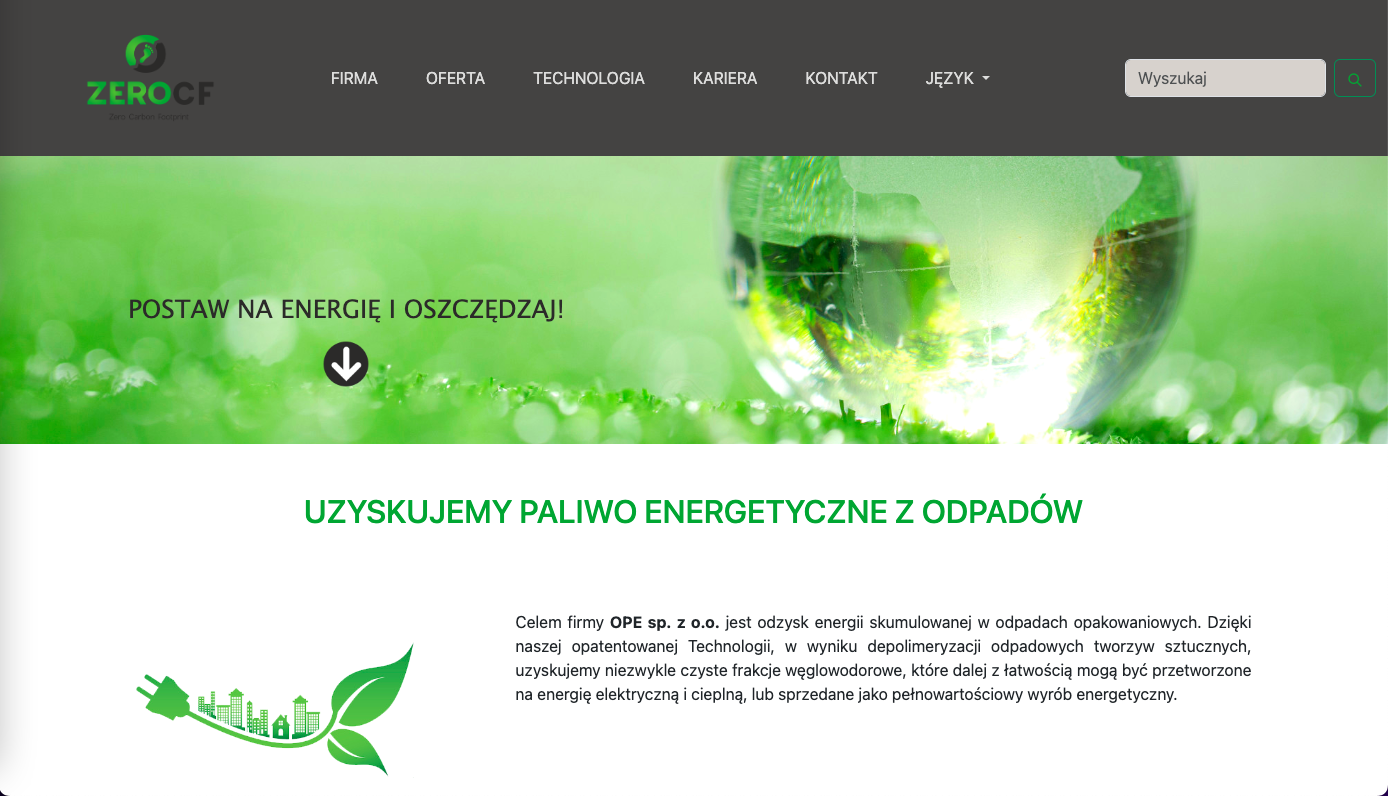 ZEROCF
Zero Carbon Footprint
FIRMA OFERTA TECHNOLOGIA KARIERA KONTAKT JĘZYK
Wyszukaj
POSTAW NA ENERGIĘ I OSZCZĘDZAJ!
UZYSKUJEMY PALIWO ENERGETYCZNE Z ODPADÓW
Celem firmy OPE sp. z o.o. jest odzysk energii skumulowanej w odpadach opakowaniowych. Dzięki
naszej opatentowanej Technologii, w wyniku depolimeryzacji odpadowych tworzyw sztucznych,
uzyskujemy niezwykle czyste frakcje węglowodorowe, które dalej z łatwością mogą być przetworzone
na energię elektryczną i cieplną, lub sprzedane jako pełnowartościowy wyrób energetyczny.